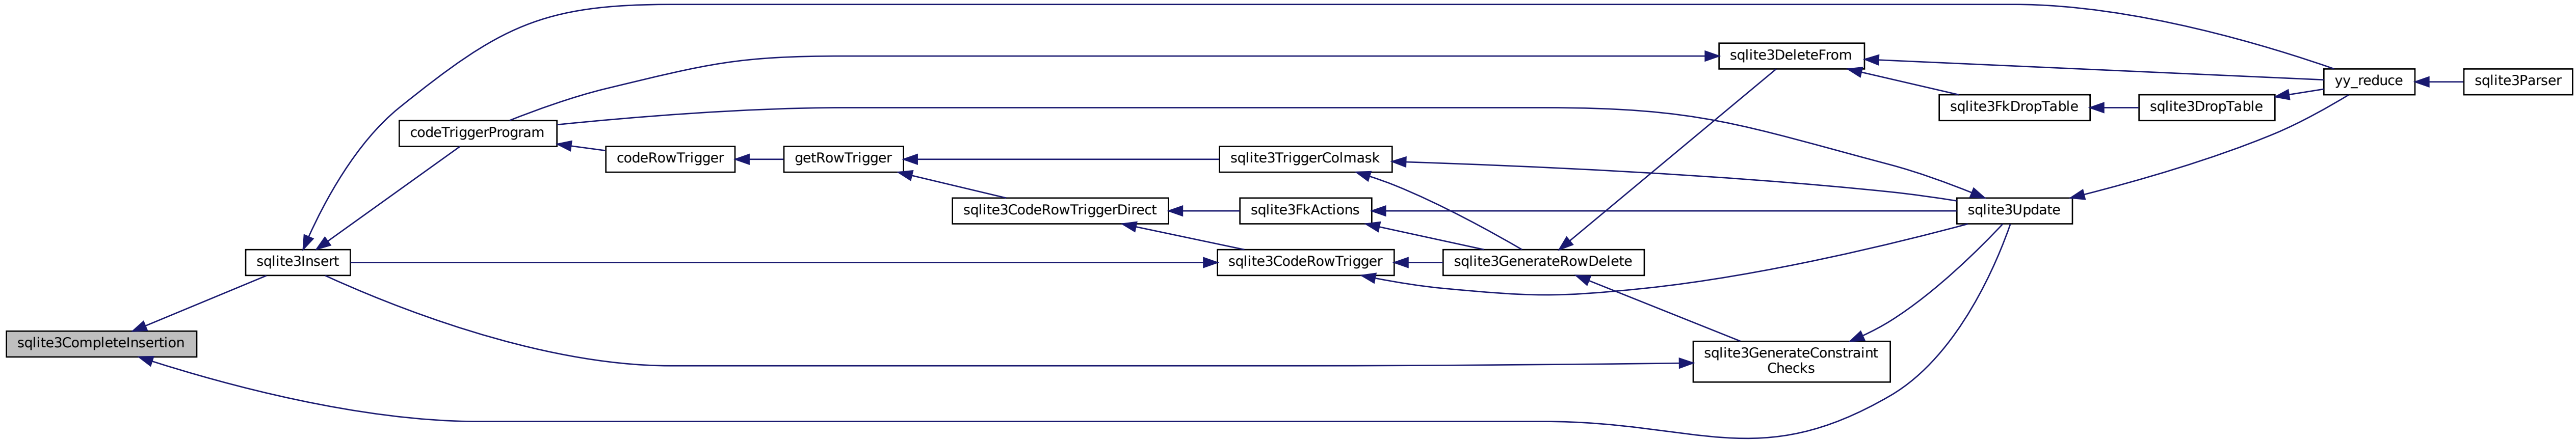 sqlite3DeleteFrom
yy_reduce
sqlite3Parser
sqlite3FkDropTable
sqlite3DropTable
codeTriggerProgram
codeRowTrigger
getRowTrigger
sqlite3TriggerColmask
sqlite3CodeRowTriggerDirect
sqlite3FkActions
sqlite3Update
sqlite3Insert
sqlite3CodeRowTrigger
sqlite3GenerateRowDelete
sqlite3CompleteInsertion
sqlite3GenerateConstraint
Checks